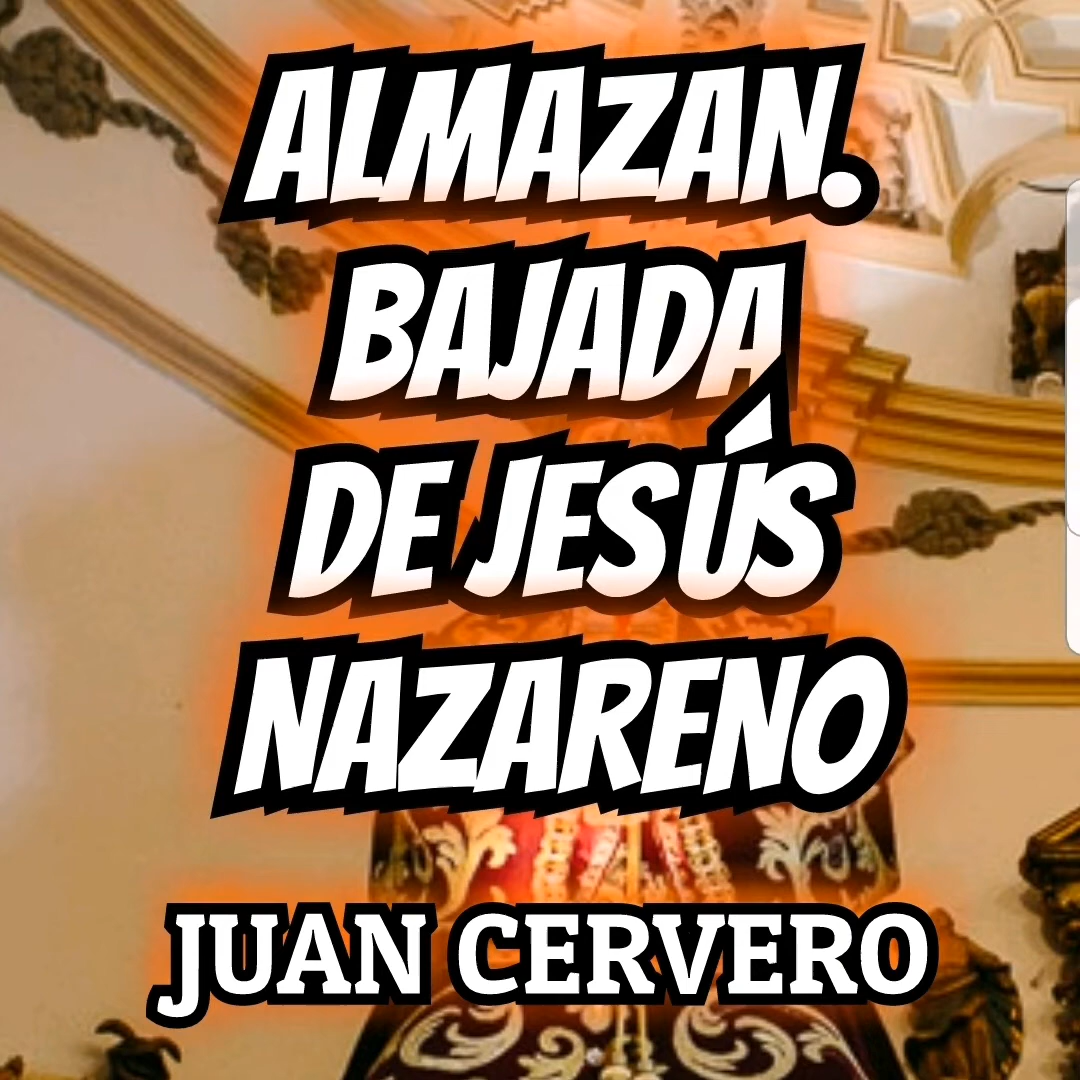 ALMAZAN.
BAJADA
DE JESÚS
NAZARENO
JUAN CERVERO